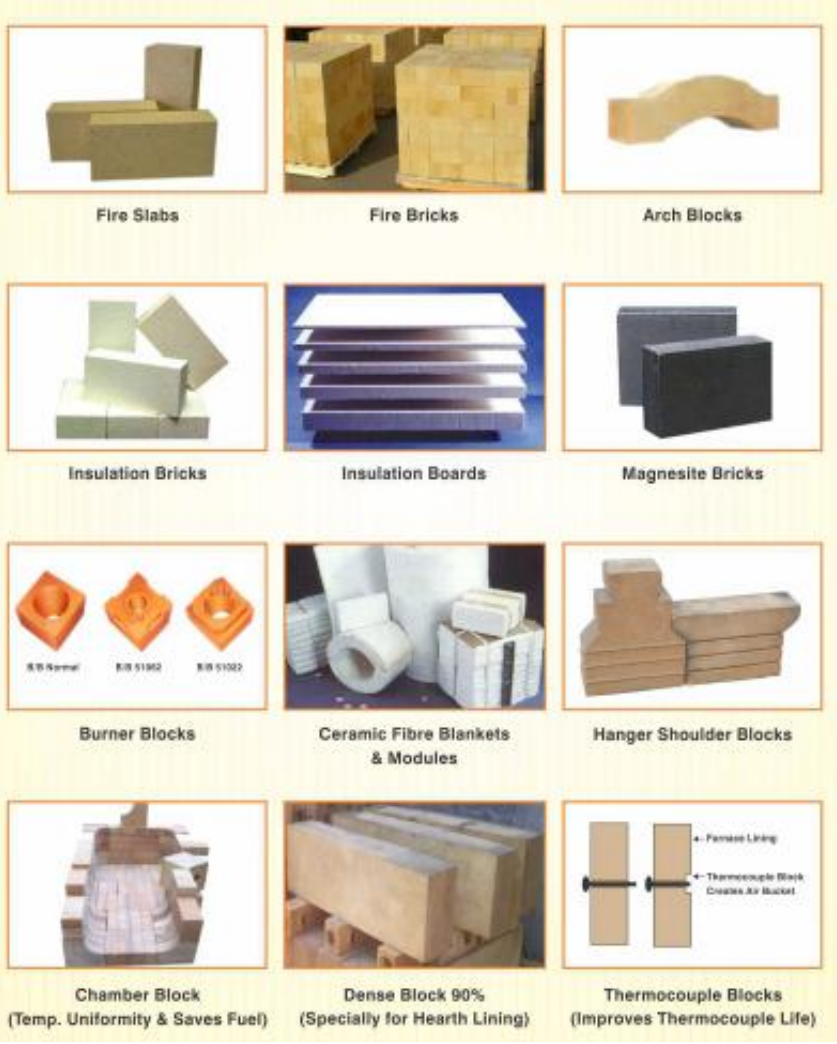 Fire Slabs
Fire Bricks
Arch Blocks
Insulation Bricks
Insulation Boards
Magnesite Bricks
B/B Normal
B/B 51062
B/B 51022
Burner Blocks
Ceramic Fibre Blankets
& Modules
Hanger Shoulder Blocks
Furnace Lining
Thermocouple Block
Creates Air Bucket
Chamber Block
(Temp. Uniformity & Saves Fuel)
Dense Block 90%
(Specially for Hearth Lining)
Thermocouple Blocks
(Improves Thermocouple Life)